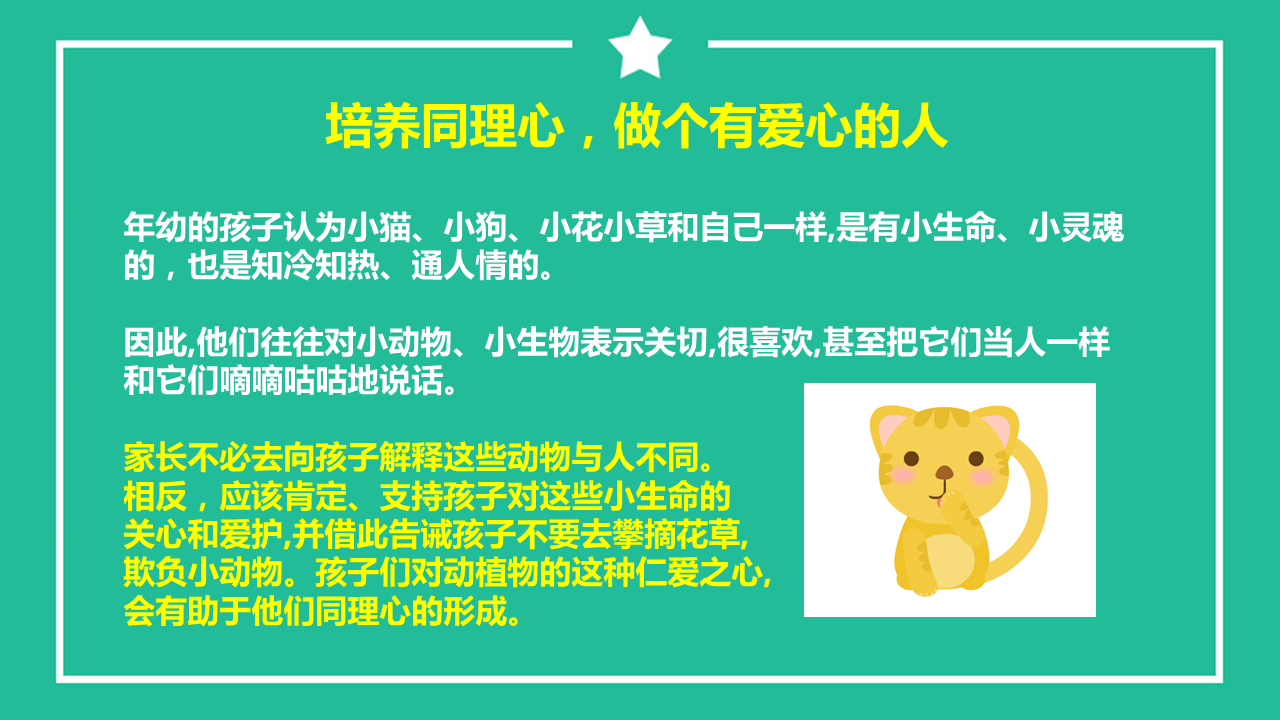 培养同理心，做个有爱心的人
年幼的孩子认为小猫、小狗、小花小草和自己一样,是有小生命、小灵魂
的，也是知冷知热、通人情的。
因此,他们往往对小动物、小生物表示关切,很喜欢,甚至把它们当人一样
和它们嘀嘀咕咕地说话。
家长不必去向孩子解释这些动物与人不同。
相反，应该肯定、支持孩子对这些小生命的
关心和爱护,并借此告诫孩子不要去攀摘花草,
欺负小动物。孩子们对动植物的这种仁爱之心,
会有助于他们同理心的形成。